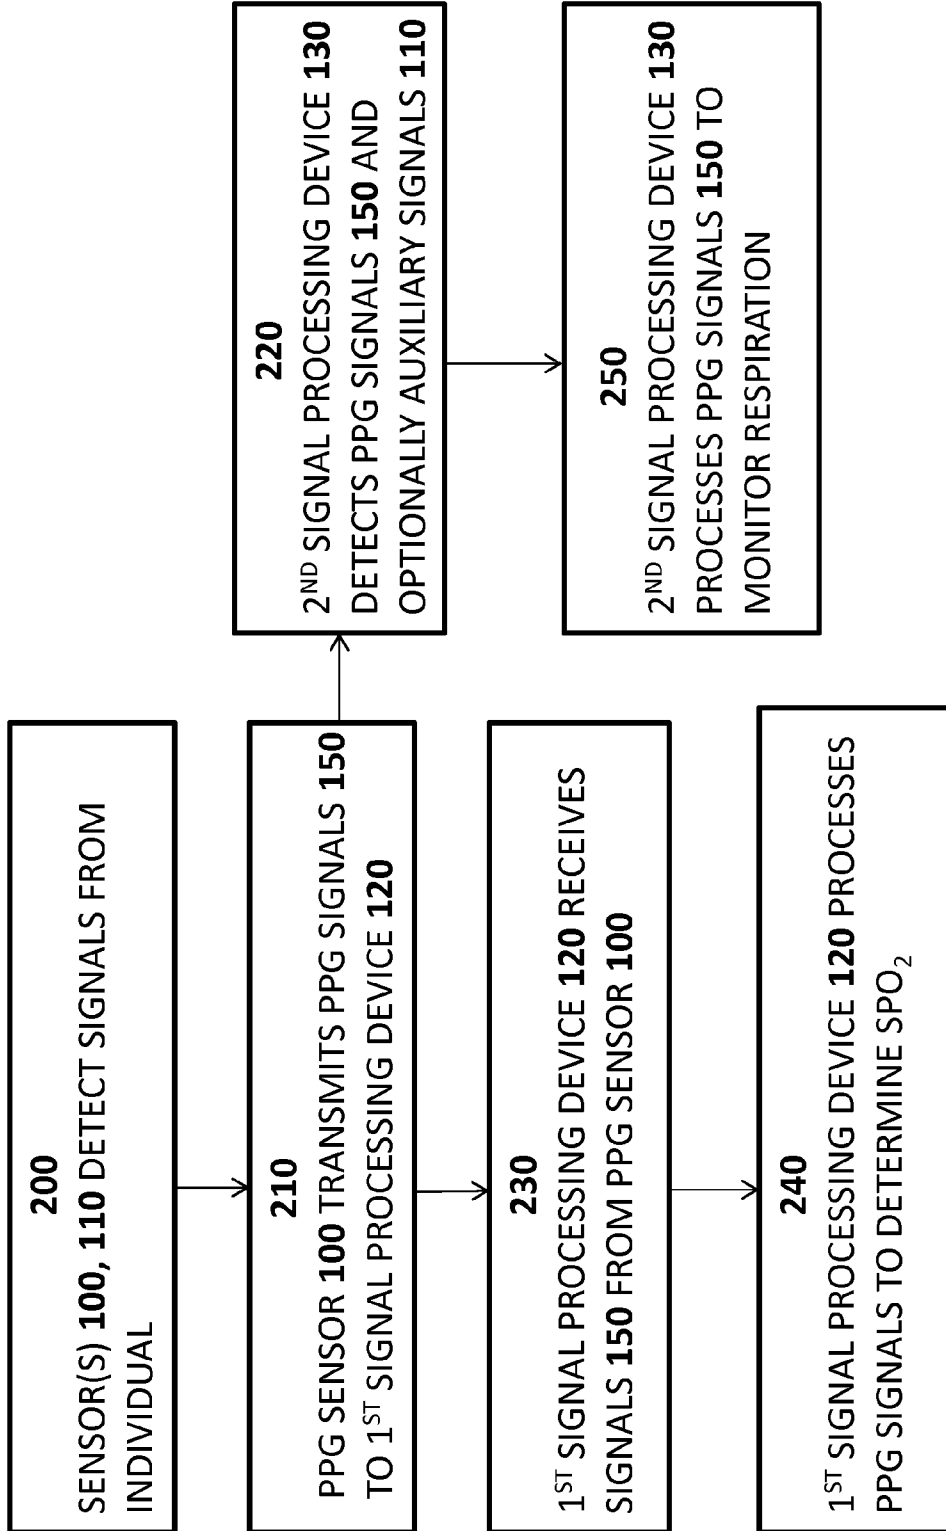 200
SENSOR(S) 100, 110 DETECT SIGNALS FROM
INDIVIDUAL
210
PPG SENSOR 100 TRANSMITS PPG SIGNALS 150
TO 1ST SIGNAL PROCESSING DEVICE 120
220
2ND SIGNAL PROCESSING DEVICE 130
DETECTS PPG SIGNALS 150 AND
OPTIONALLY AUXILIARY SIGNALS 110
230
1ST SIGNAL PROCESSING DEVICE 120 RECEIVES
SIGNALS 150 FROM PPG SENSOR 100
250
2ND SIGNAL PROCESSING DEVICE 130
PROCESSES PPG SIGNALS 150 TO
MONITOR RESPIRATION
240
1ST SIGNAL PROCESSING DEVICE 120 PROCESSES
PPG SIGNALS TO DETERMINE SPO2